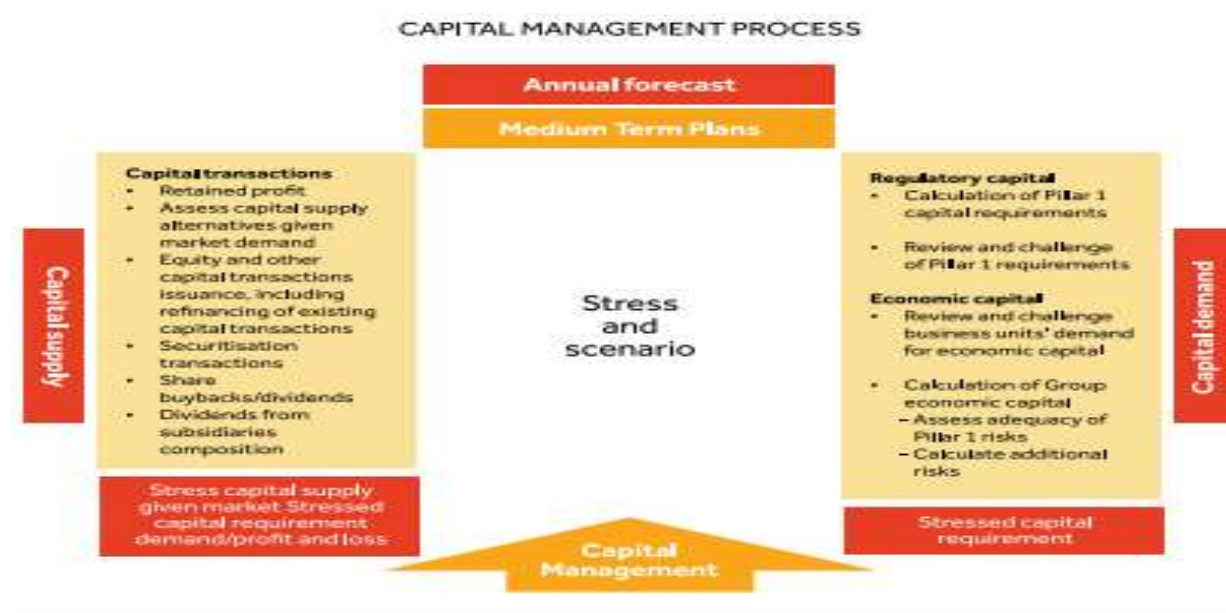 CAPITAL MANAGEMENT PROCESS
Annual forecast
Medium Term Plans
Capital supply
Capital transactions
• Retained profit
• Assess capital supply
alternatives given
market demand
• Equity and other
capital transactions
issuance, including
refinancing of existing
capital transactions
• Securitisation
transactions
• Share
buybacks/dividends
• Dividends from
subsidiaries
composition
Stress capital supply
given market Stressed
capital requirement
demand/profit and loss
Stress
and
scenario
Capital
Management
Regulatory capital
• Calculation of Pillar 1
capital requirements
• Review and challenge
of Pillar 1 requirements
Economic capital
• Review and challenge
business units' demand
for economic capital
• Calculation of Group
economic capital
– Assess adequacy of
Pillar 1 risks
– Calculate additional
risks
Stressed capital
requirement
Capital demand